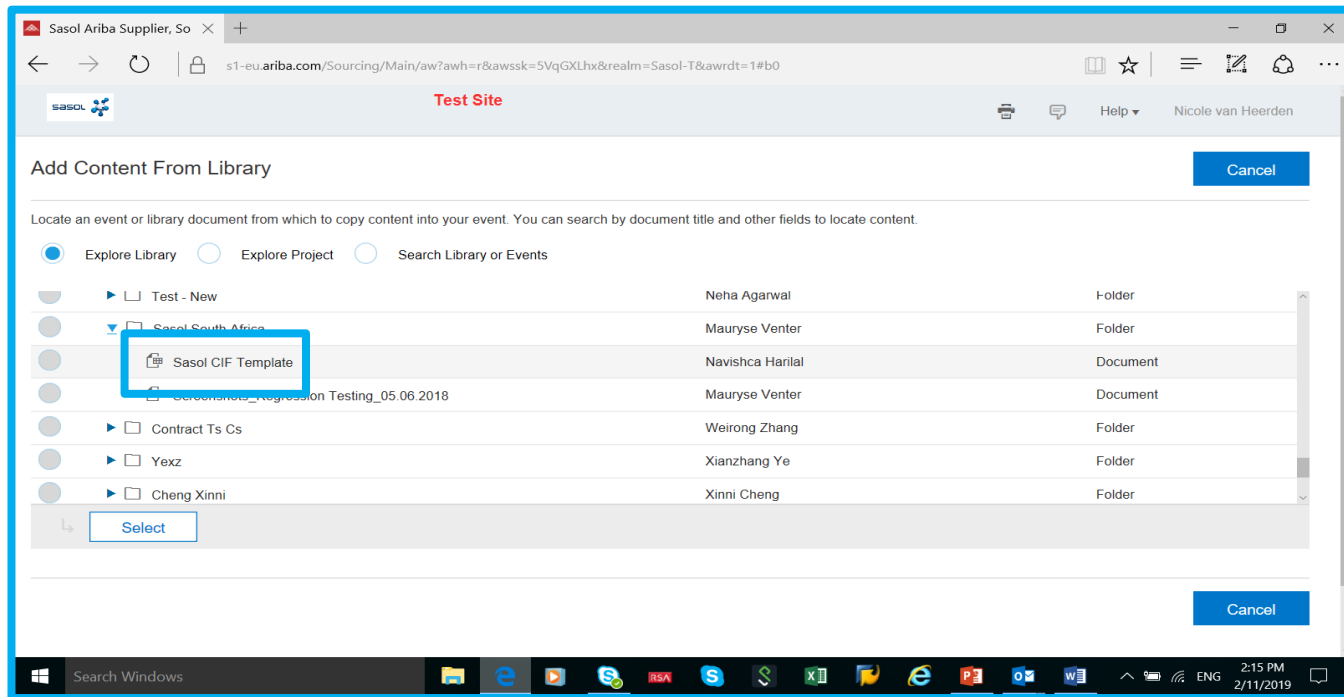 Sasol Ariba Supplier, So
s1-eu.ariba.com/Sourcing/Main/aw?awh=r&awssk=5VqGXLhx&realm=Sasol-T&awrdt=1#b0
sasol Test Site Help Nicole van Heerden
Add Content From Library Cancel
Locate an event or library document from which to copy content into your event. You can search by document title and other fields to locate content.
Explore Library Explore Project Search Library or Events
Test - New Neha Agarwal Folder
Sasol South Africa Mauryse Venter Folder
Sasol CIF Template Navishca Harilal Document
Screenshots_Regression Testing_05.06.2018 Mauryse Venter Document
Contract Ts Cs Weirong Zhang Folder
Yexz Xianzhang Ye Folder
Cheng Xinni Xinni Cheng Folder
Select
Cancel
Search Windows RSA ENG 2:15 PM
2/11/2019